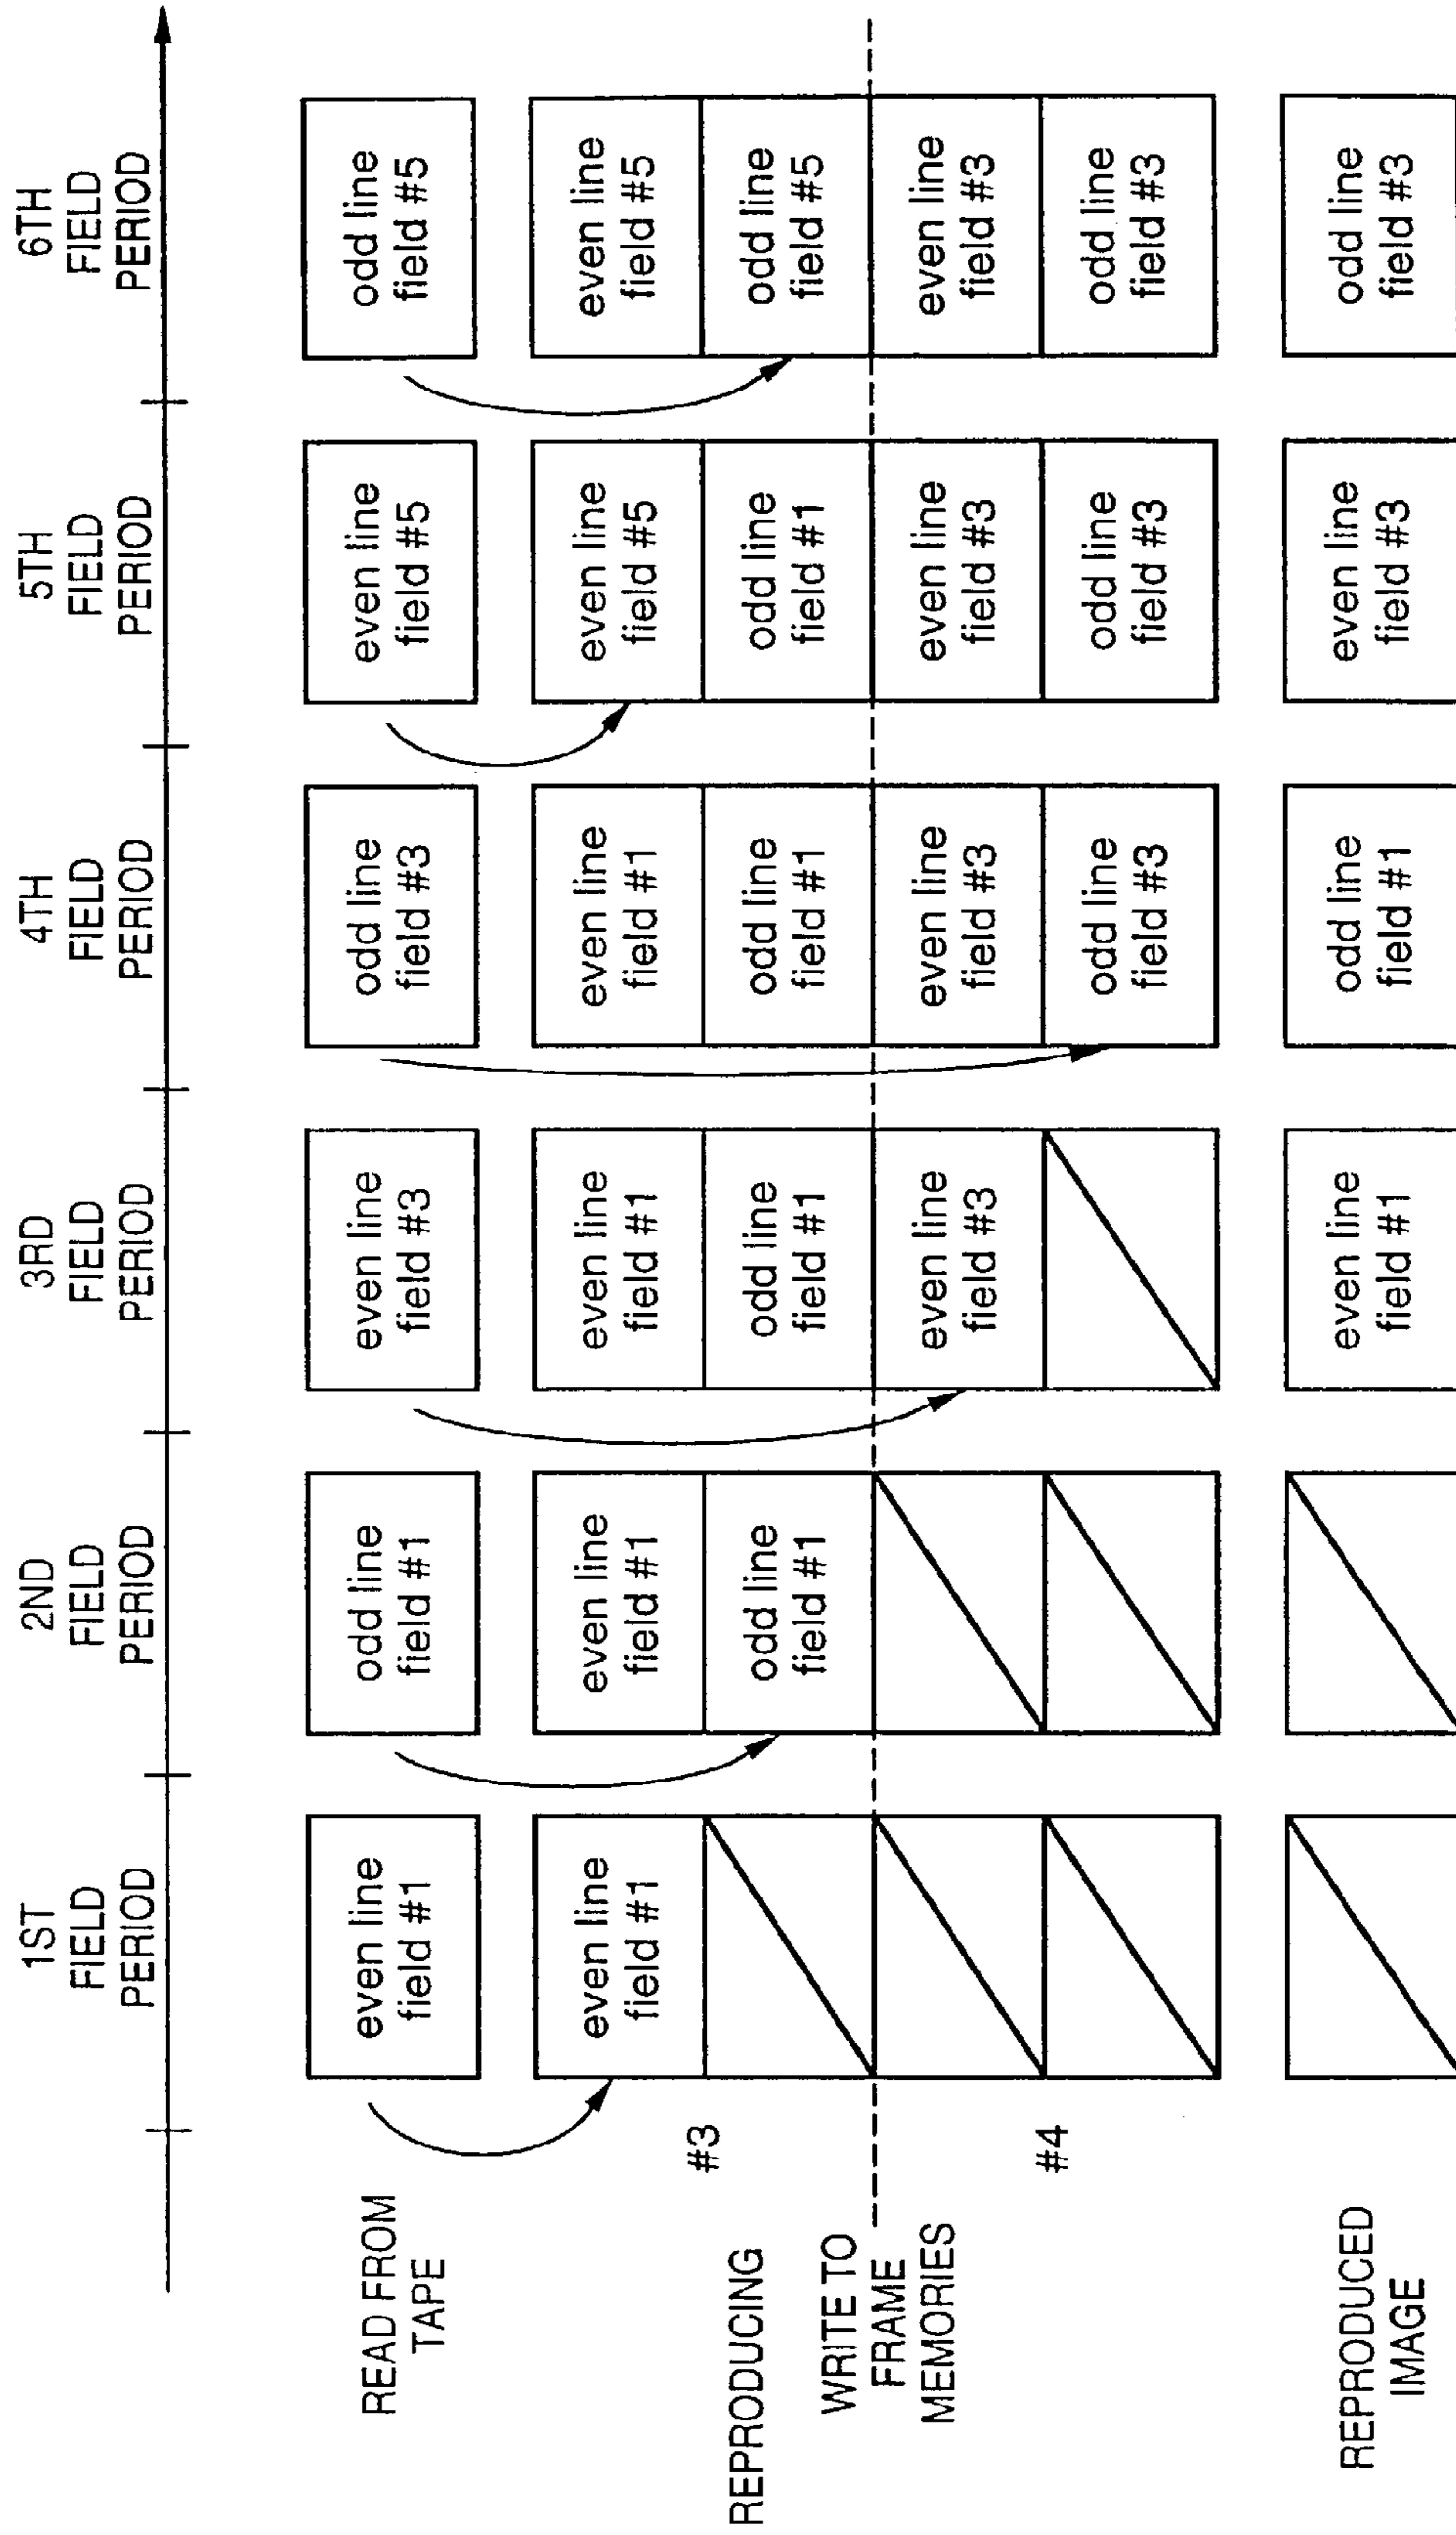 1ST
FIELD
PERIOD
2ND
FIELD
PERIOD
3RD
FIELD
PERIOD
4TH
FIELD
PERIOD
5TH
FIELD
PERIOD
6TH
FIELD
PERIOD
READ FROM
TAPE
even line
field #1
odd line
field #1
even line
field #3
odd line
field #3
even line
field #5
odd line
field #5
REPRODUCING
WRITE TO
FRAME
MEMORIES
#3
even line
field #1
even line
field #1
even line
field #1
even line
field #1
even line
field #5
even line
field #5
odd line
field #1
odd line
field #1
odd line
field #1
odd line
field #1
odd line
field #5
#4
even line
field #3
even line
field #3
even line
field #3
even line
field #3
odd line
field #3
odd line
field #3
odd line
field #3
REPRODUCED
IMAGE
even line
field #1
odd line
field #1
even line
field #3
odd line
field #3